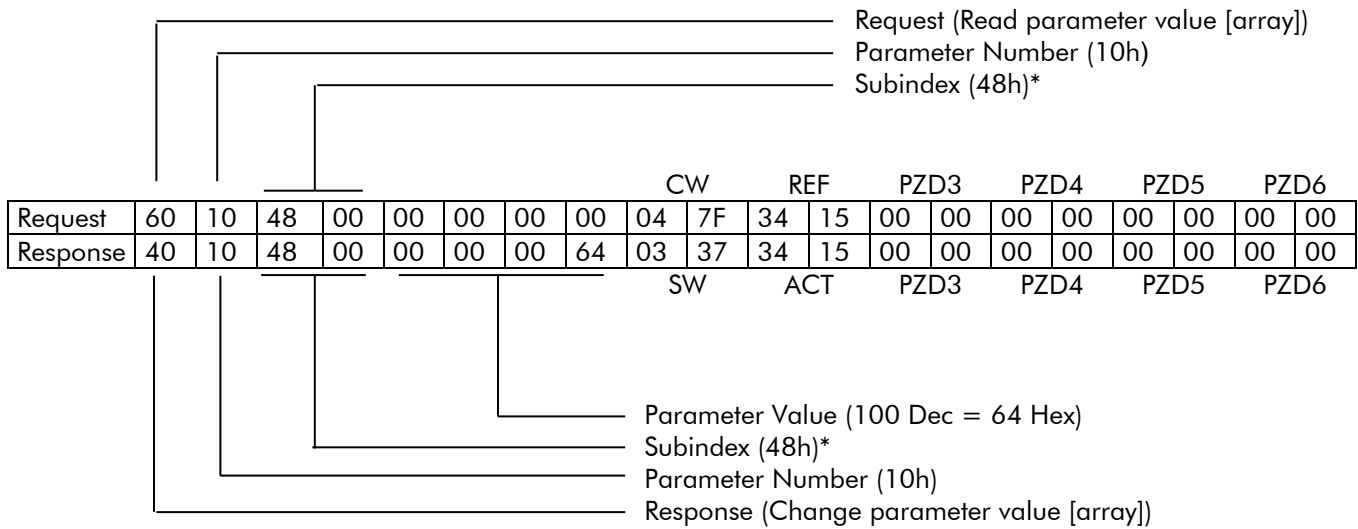 Request (Read parameter value [array])
Parameter Number (10h)
Subindex (48h)*
CW REF PZD3 PZD4 PZD5 PZD6
Request 60 10 48 00 00 00 00 00 04 7F 34 15 00 00 00 00 00 00 00 00
Response 40 10 48 00 00 00 00 64 03 37 34 15 00 00 00 00 00 00 00 00
SW ACT PZD3 PZD4 PZD5 PZD6
Parameter Value (100 Dec = 64 Hex)
Subindex (48h)*
Parameter Number (10h)
Response (Change parameter value [array])